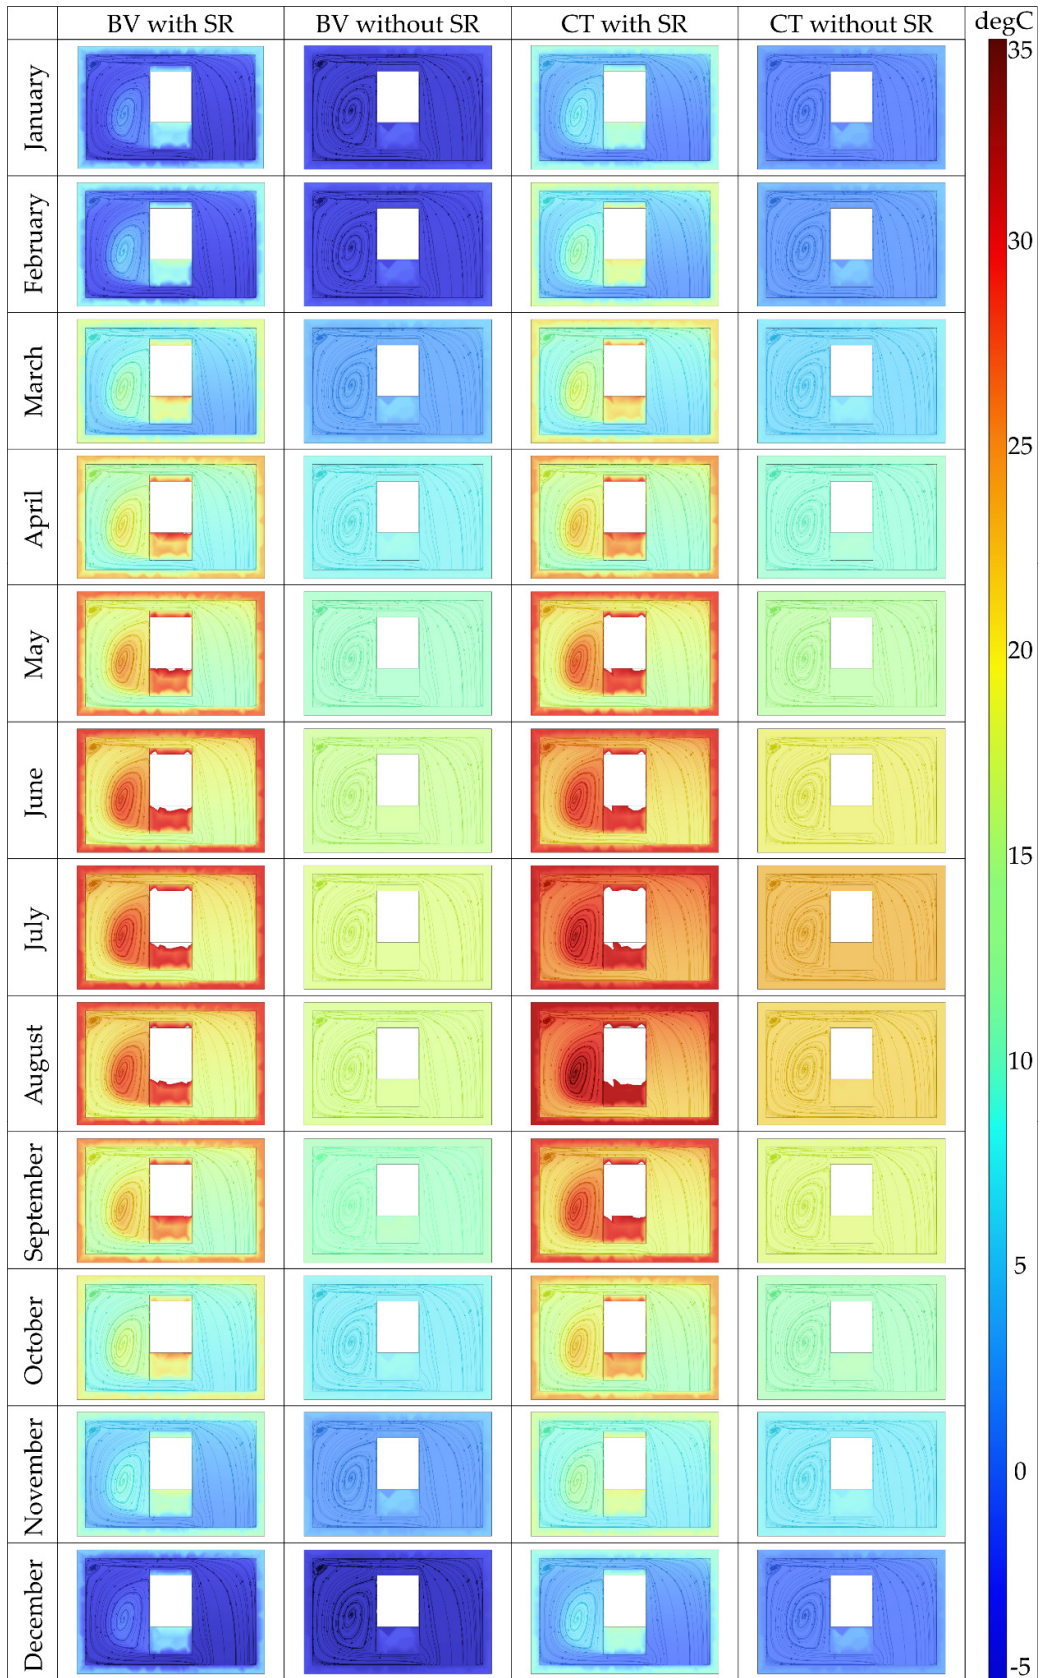 BV with SR
BV without SR
CT with SR
CT without SR
degC
January
February
March
April
May
June
July
August
September
October
November
December
35
30
25
20
15
10
5
0
-5